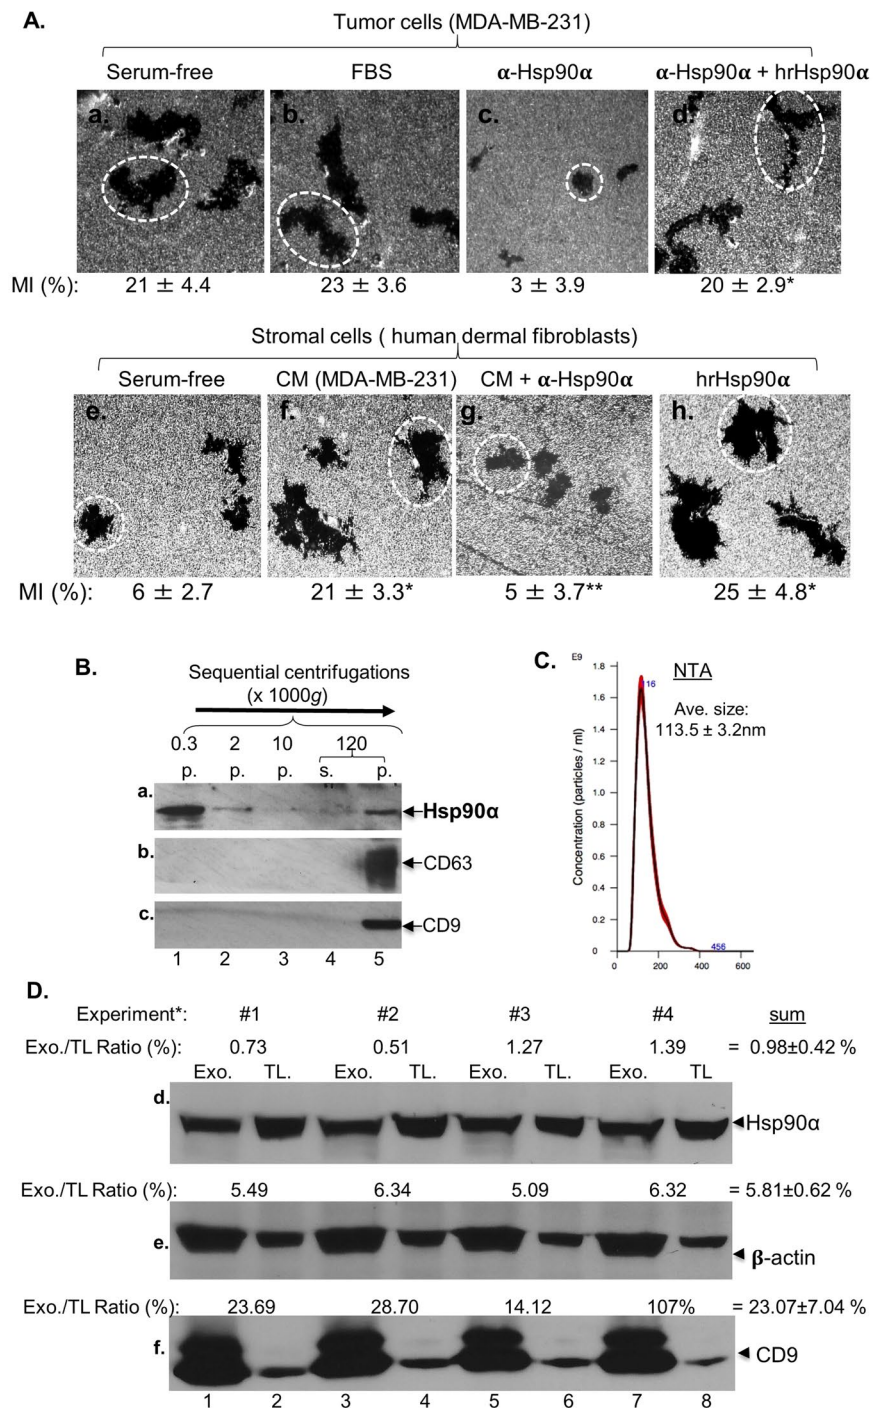 A.
Tumor cells (MDA-MB-231)
Serum-free FBS α-Hsp90α α-Hsp90α + hrHsp90α
a. b. c. d.
MI (%): 21 ± 4.4 23 ± 3.6 3 ± 3.9 20 ± 2.9*
Stromal cells ( human dermal fibroblasts)
Serum-free CM (MDA-MB-231) CM + α-Hsp90α hrHsp90α
e. f. g. h.
MI (%): 6 ± 2.7 21 ± 3.3* 5 ± 3.7** 25 ± 4.8*
B.
Sequential centrifugations
(x 1000g)
0.3 2 10 120
p. p. p. s. p.
a. Hsp90α
b. CD63
c. CD9
1 2 3 4 5
C.
E9
NTA
Ave. size:
113.5 ± 3.2nm
Concentration (particles / ml)
1.8
1.6
1.4
1.2
1.0
0.8
0.6
0.4
0.2
0
116
456
0 200 400 600
D.
Experiment*: #1 #2 #3 #4 sum
Exo./TL Ratio (%): 0.73 0.51 1.27 1.39 = 0.98±0.42 %
Exo. TL. Exo. TL. Exo. TL. Exo. TL
d. Hsp90α
Exo./TL Ratio (%): 5.49 6.34 5.09 6.32 = 5.81±0.62 %
e. β-actin
Exo./TL Ratio (%): 23.69 28.70 14.12 107% = 23.07±7.04 %
f. CD9
1 2 3 4 5 6 7 8